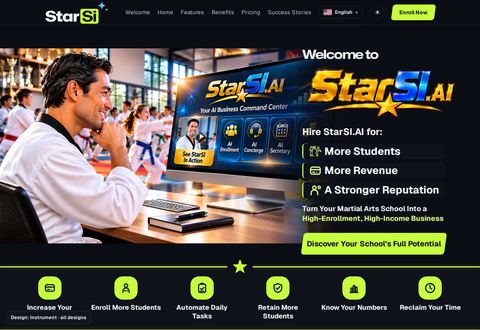 StarSi
Welcome
Home
Features
Benefits
Pricing
Success Stories
English
Enroll Now
Welcome to
StarSI.AI
StarSI.AI
Your AI Business Command Center
See StarSI
In Action
AI
Enrollment
AI
Concierge
AI
Secretary
Hire StarSI.AI for:
More Students
More Revenue
A Stronger Reputation
Turn Your Martial Arts School Into a
High-Enrollment, High-Income Business
Discover Your School's Full Potential
Increase Your
Enroll More Students
Automate Daily
Tasks
Retain More
Students
Know Your Numbers
Reclaim Your Time
Design: Instrument · all designs